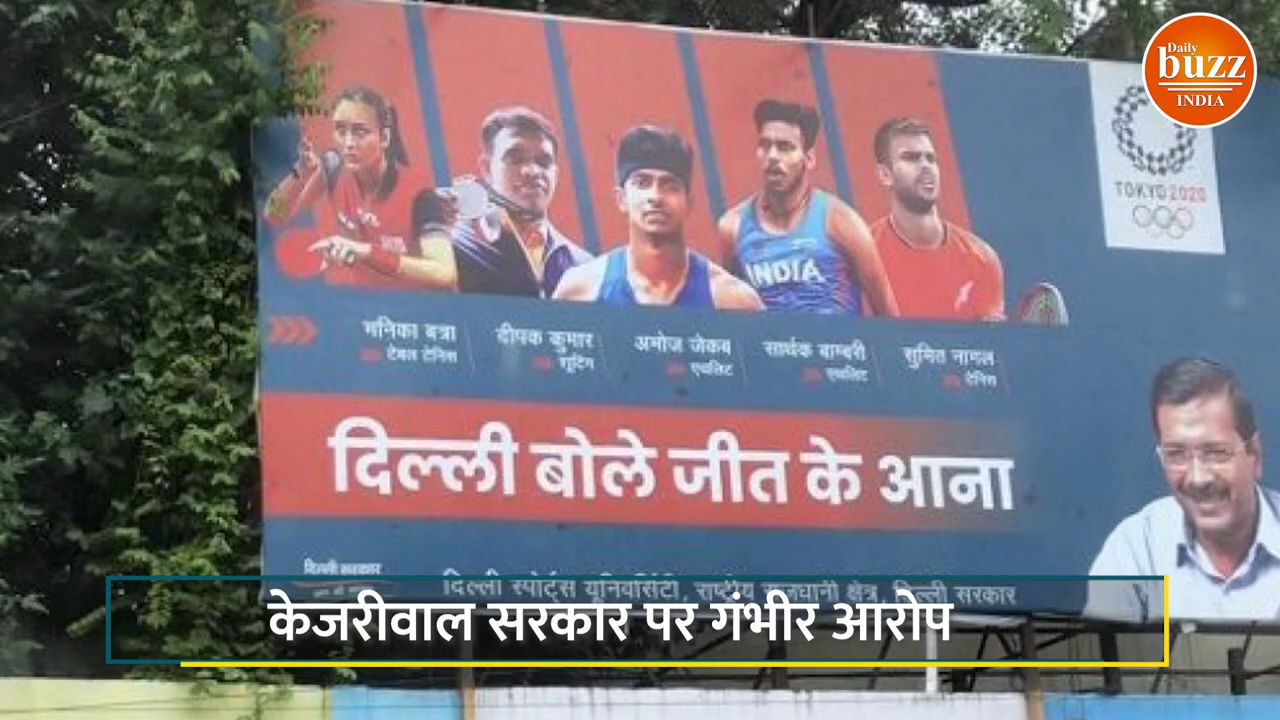 Daily
buzz
INDIA
TOKYO 2020
INDIA
मनिका बत्रा
टेबल टेनिस
दीपक कुमार
शूटिंग
अमोज जेकब
एथलिट
सार्थक बाम्बरी
एथलिट
सुमित नागल
टेनिस
दिल्ली बोले जीत के आना
दिल्ली सरकार
दिल्ली स्पोर्ट्स यूनिवर्सिटी, राष्ट्रीय राजधानी क्षेत्र, दिल्ली सरकार
केजरीवाल सरकार पर गंभीर आरोप